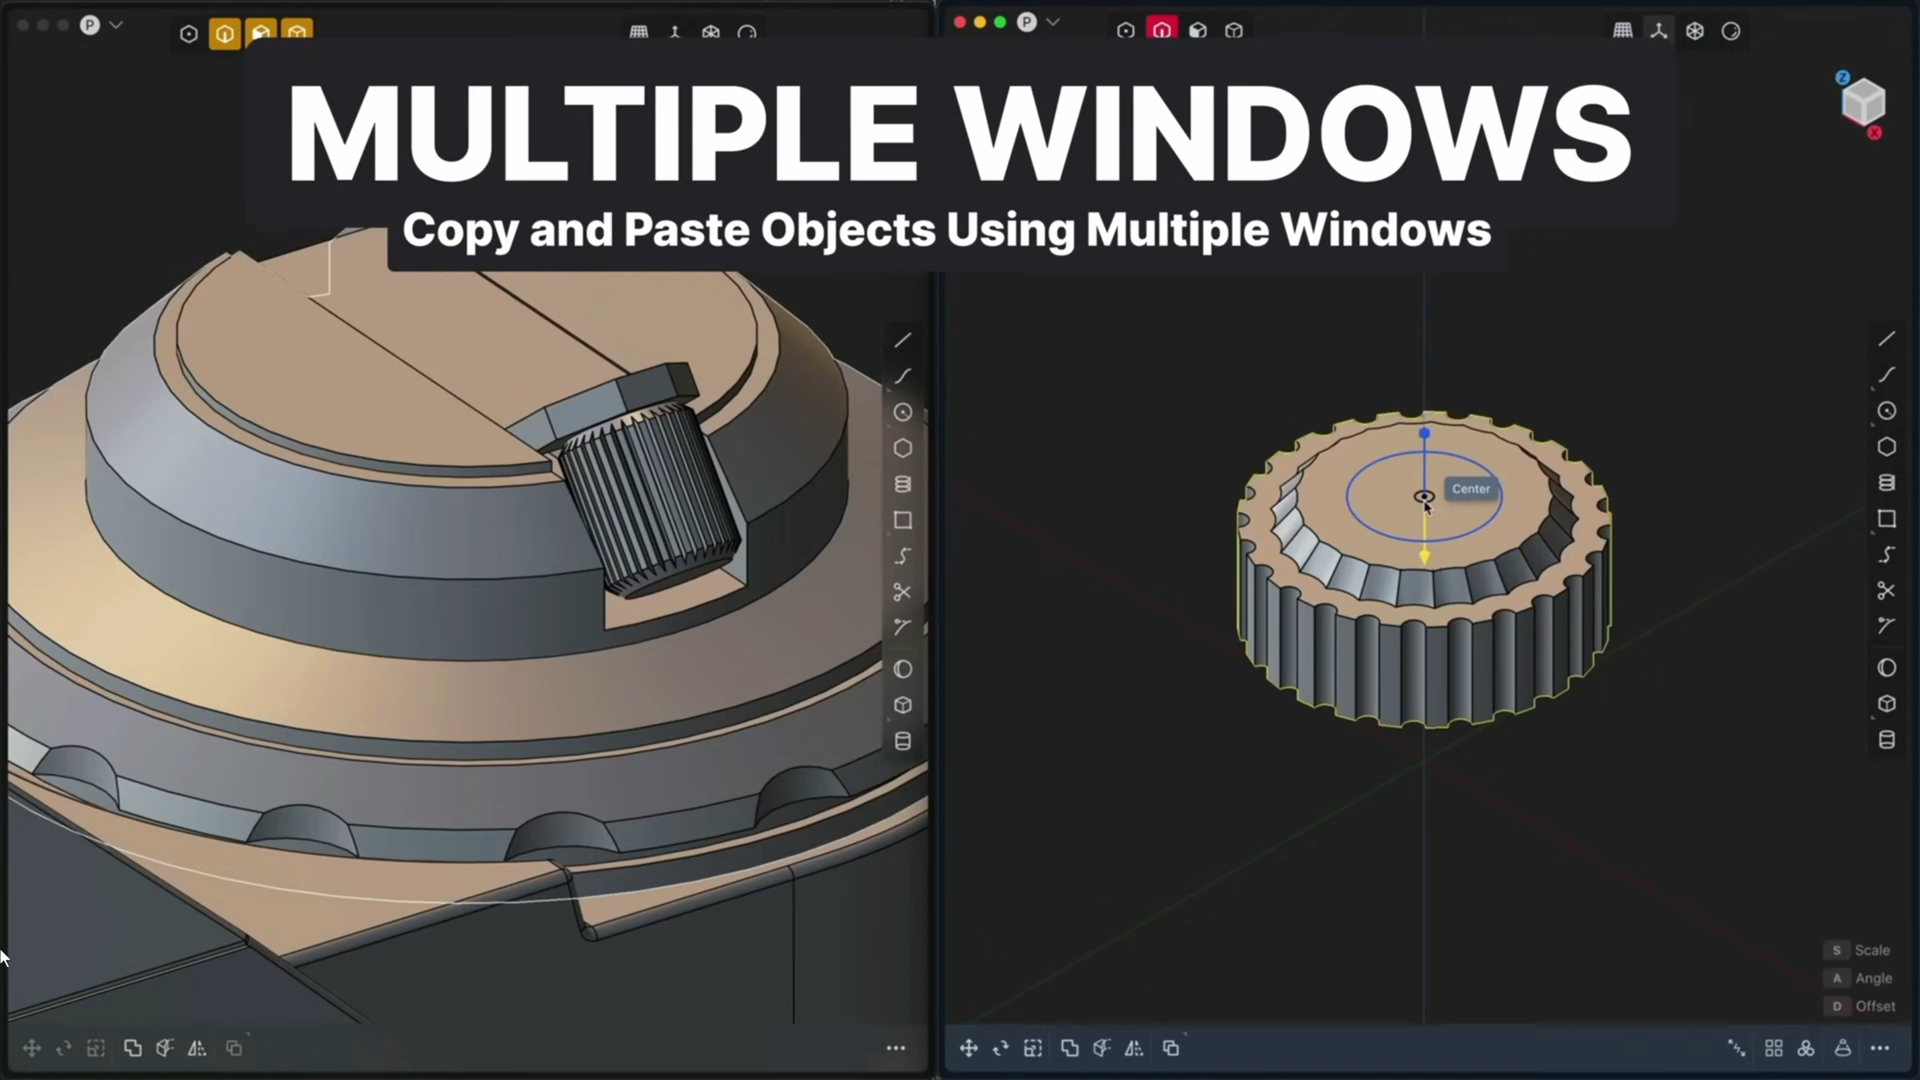 P
P
MULTIPLE WINDOWS
Copy and Paste Objects Using Multiple Windows
Z
X
Center
S Scale
A Angle
D Offset